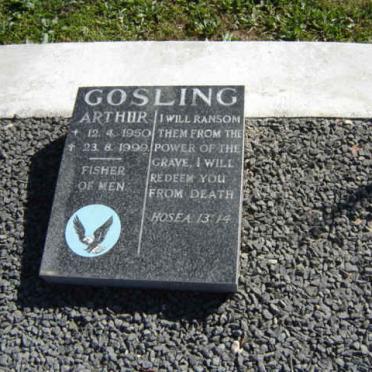 GOSLING
ARTHUR
* 12. 4. 1950
† 23. 8. 1999
FISHER
OF MEN
I WILL RANSOM
THEM FROM THE
POWER OF THE
GRAVE, I WILL
REDEEM YOU
FROM DEATH
HOSEA 13:14